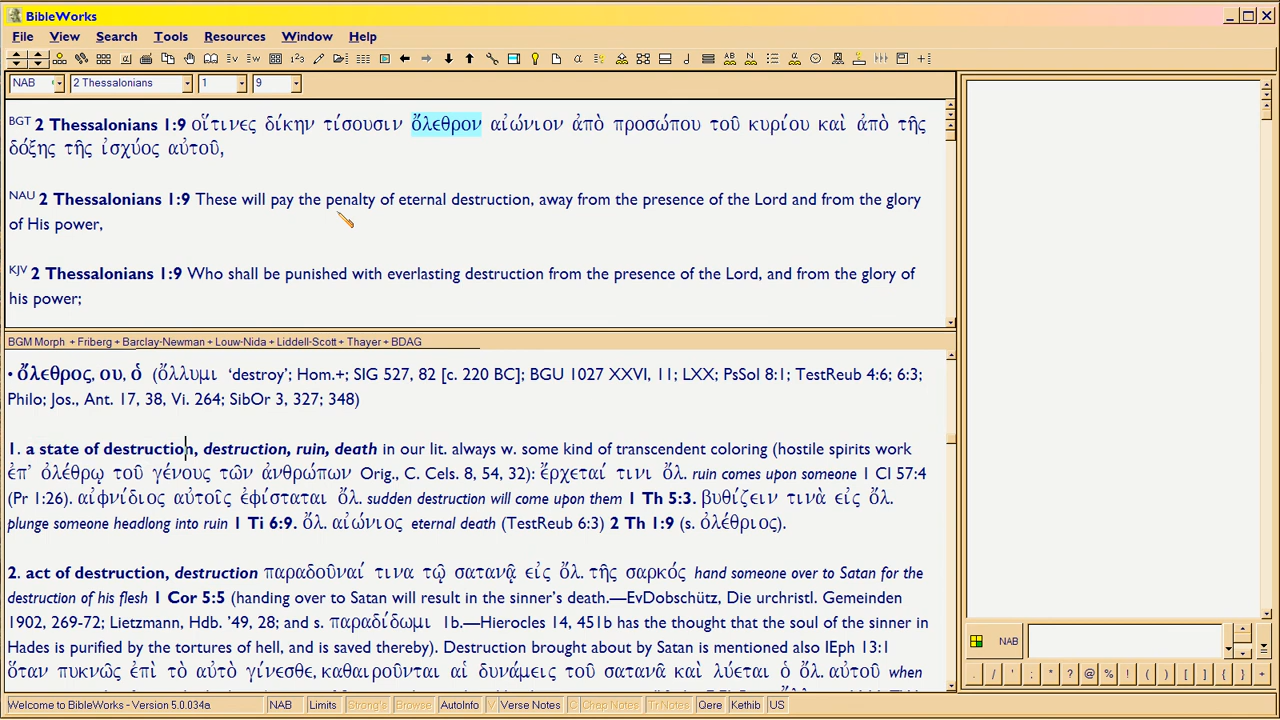 BibleWorks
File View Search Tools Resources Window Help
NAB 2 Thessalonians 1 9
BGT 2 Thessalonians 1:9 οἵτινες δίκην τίσουσιν ὄλεθρον αἰώνιον ἀπὸ προσώπου τοῦ κυρίου καὶ ἀπὸ τῆς
δόξης τῆς ἰσχύος αὐτοῦ,
NAU 2 Thessalonians 1:9 These will pay the penalty of eternal destruction, away from the presence of the Lord and from the glory
of His power,
KJV 2 Thessalonians 1:9 Who shall be punished with everlasting destruction from the presence of the Lord, and from the glory of
his power;
BGM Morph + Friberg + Barclay-Newman + Louw-Nida + Liddell-Scott + Thayer + BDAG
• ὄλεθρος, ου, ὁ (ὄλλυμι ‘destroy’; Hom.+; SIG 527, 82 [c. 220 BC]; BGU 1027 XXVI, 11; LXX; PsSol 8:1; TestReub 4:6; 6:3;
Philo; Jos., Ant. 17, 38, Vi. 264; SibOr 3, 327; 348)
1. a state of destruction, destruction, ruin, death in our lit. always w. some kind of transcendent coloring (hostile spirits work
ἐπ’ ὀλέθρῳ τοῦ γένους τῶν ἀνθρώπων Orig., C. Cels. 8, 54, 32): ἔρχεταί τινι ὄλ. ruin comes upon someone 1 Cl 57:4
(Pr 1:26). αἰφνίδιος αὐτοῖς ἐφίσταται ὄλ. sudden destruction will come upon them 1 Th 5:3. βυθίζειν τινὰ εἰς ὄλ.
plunge someone headlong into ruin 1 Ti 6:9. ὄλ. αἰώνιος eternal death (TestReub 6:3) 2 Th 1:9 (s. ὀλέθριος).
2. act of destruction, destruction παραδοῦναί τινα τῷ σατανᾷ εἰς ὄλ. τῆς σαρκός hand someone over to Satan for the
destruction of his flesh 1 Cor 5:5 (handing over to Satan will result in the sinner’s death.—EvDobschütz, Die urchristl. Gemeinden
1902, 269-72; Lietzmann, Hdb. ’49, 28; and s. παραδίδωμι 1b.—Hierocles 14, 451b has the thought that the soul of the sinner in
Hades is purified by the tortures of hell, and is saved thereby). Destruction brought about by Satan is mentioned also IEph 13:1
ὅταν πυκνῶς ἐπὶ τὸ αὐτὸ γίνεσθε, καθαιροῦνται αἱ δυνάμεις τοῦ σατανᾶ καὶ λύεται ὁ ὄλ. αὐτοῦ when
NAB
. / ' ; " * ? @ % ! ( ) [ ] { } +
Welcome to BibleWorks - Version 5.0.034a NAB Limits Strong's Browse AutoInfo V Verse Notes C Chap Notes Tr.Notes Qere Kethib US